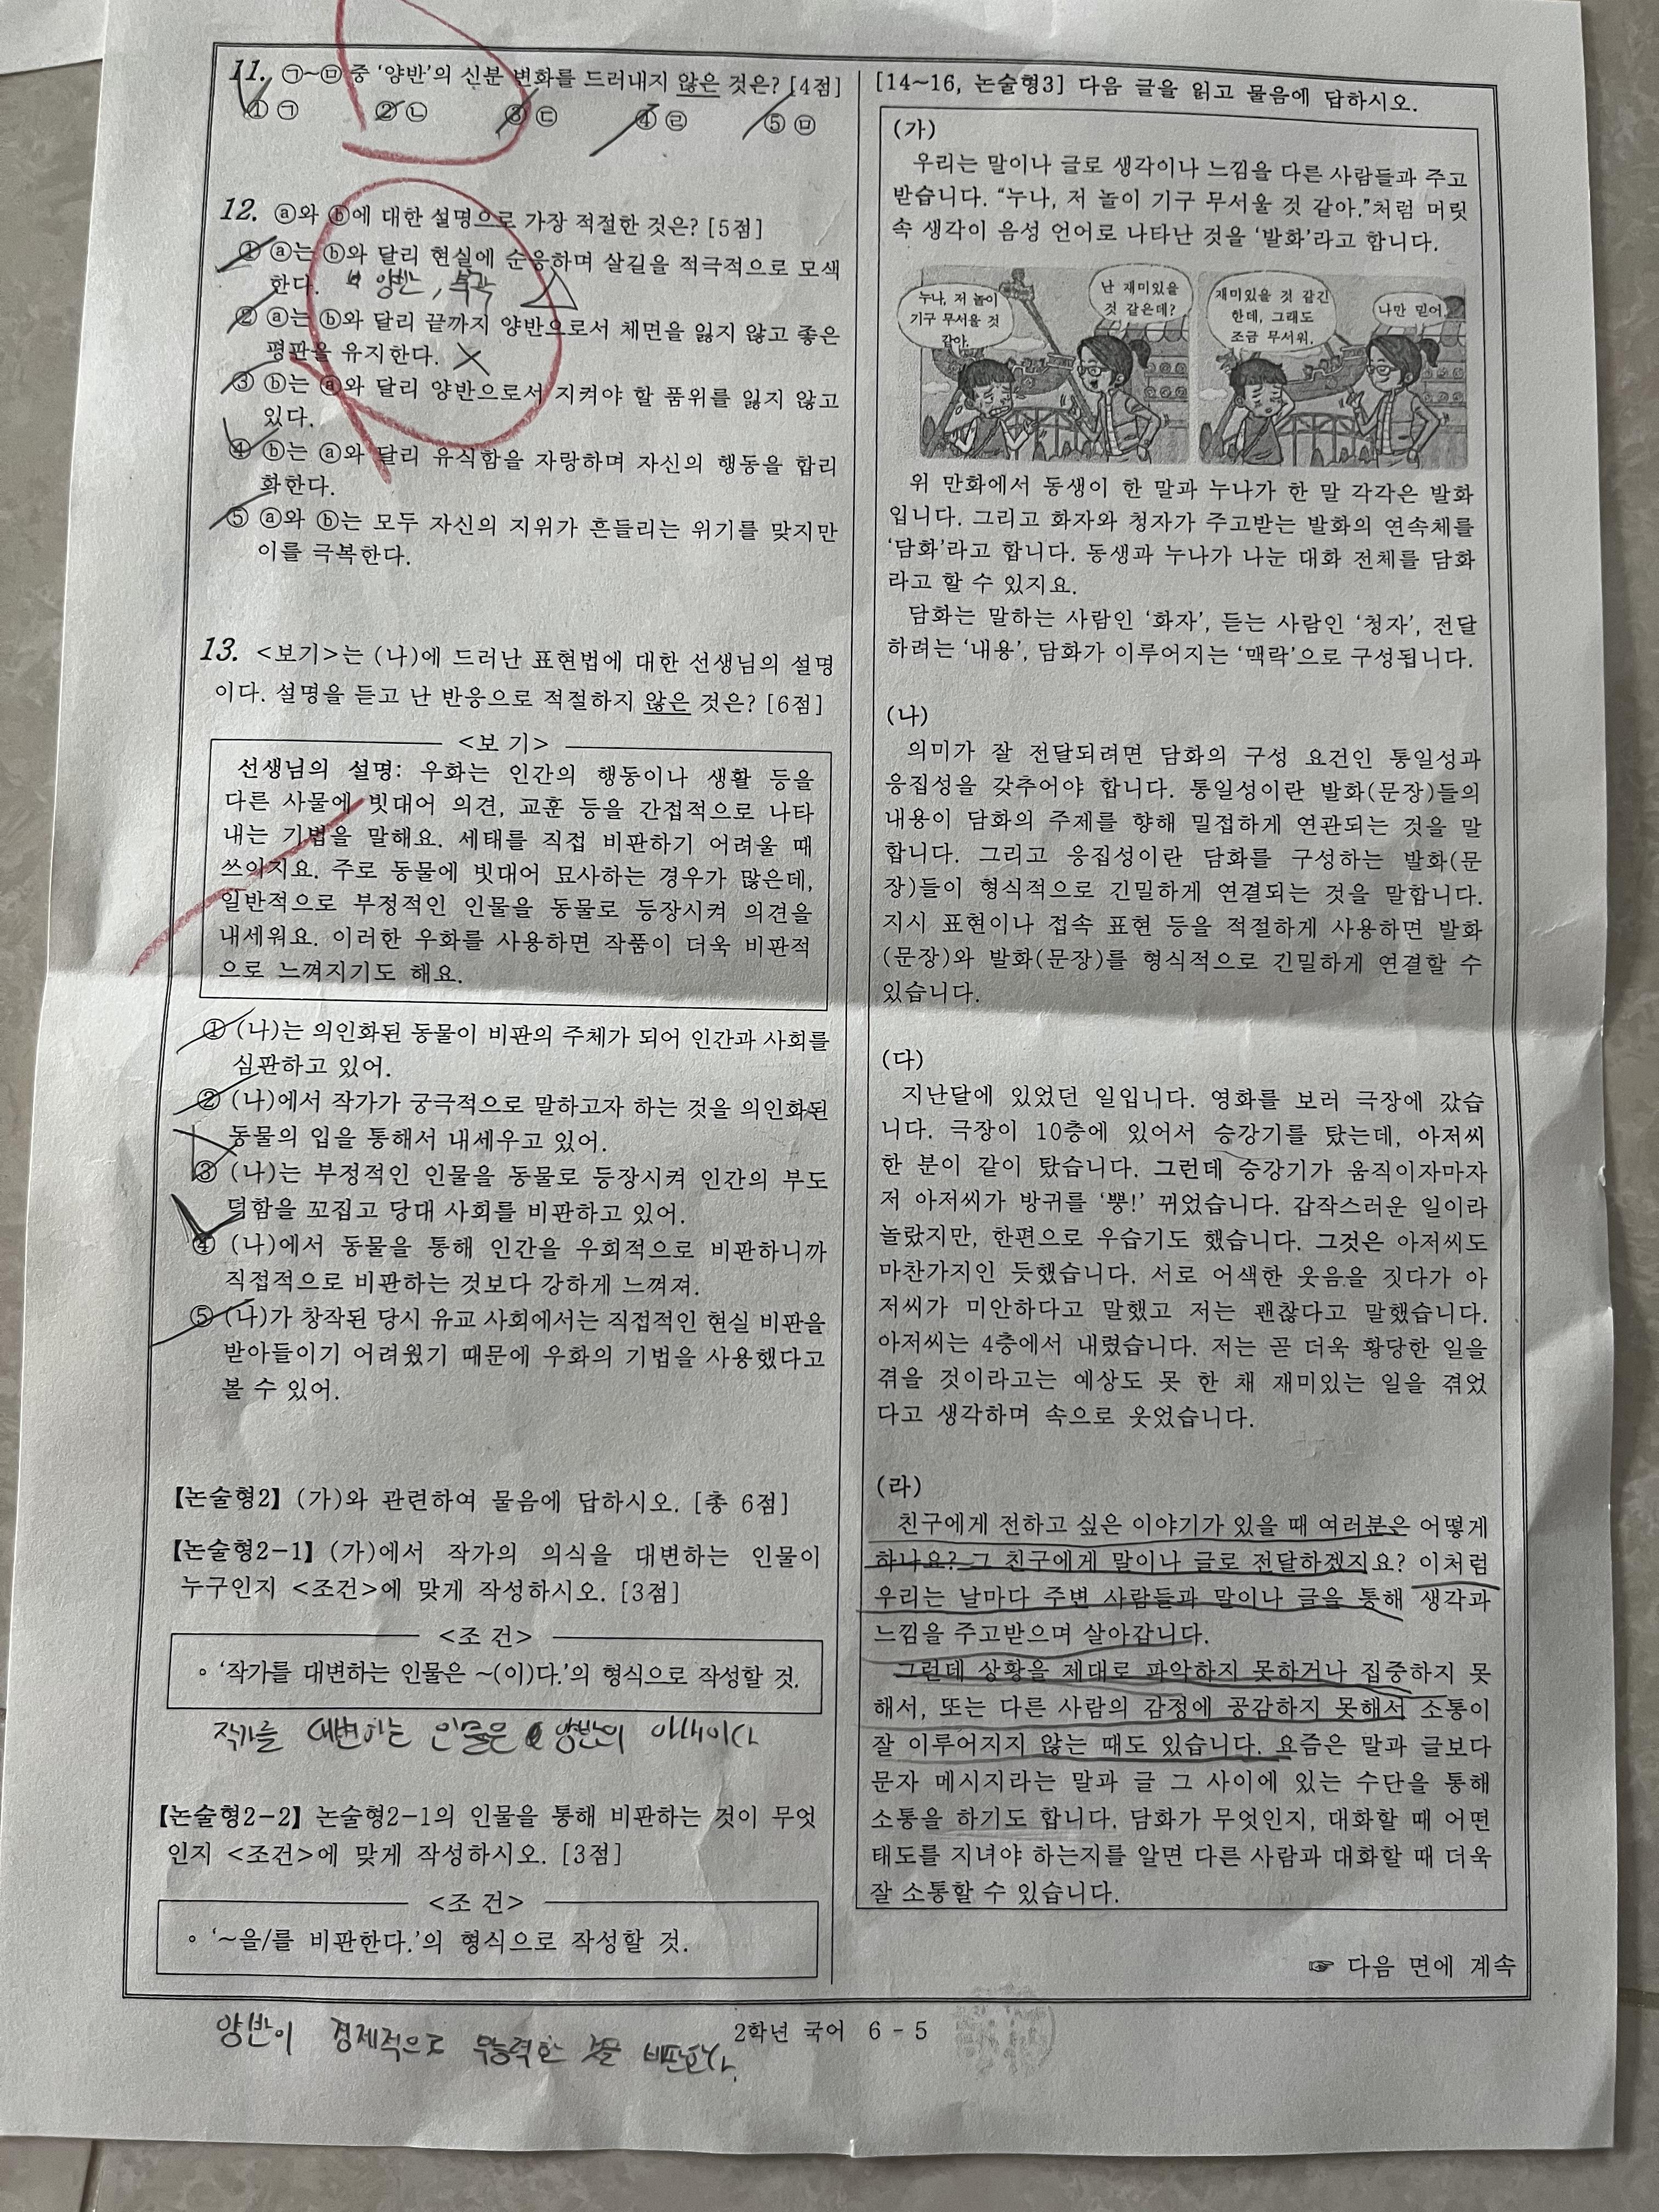 11. ㉠~㉤ 중 '양반'의 신분 변화를 드러내지 않은 것은? [4점]
① ㉠ ② ㉡ ③ ㉢ ④ ㉣ ⑤ ㉤
12. ⓐ와 ⓑ에 대한 설명으로 가장 적절한 것은? [5점]
① ⓐ는 ⓑ와 달리 현실에 순응하며 살길을 적극적으로 모색
한다. 양반, 부각
② ⓐ는 ⓑ와 달리 끝까지 양반으로서 체면을 잃지 않고 좋은
평판을 유지한다.
③ ⓑ는 ⓐ와 달리 양반으로서 지켜야 할 품위를 잃지 않고
있다.
④ ⓑ는 ⓐ와 달리 유식함을 자랑하며 자신의 행동을 합리
화한다.
⑤ ⓐ와 ⓑ는 모두 자신의 지위가 흔들리는 위기를 맞지만
이를 극복한다.
13. <보기>는 (나)에 드러난 표현법에 대한 선생님의 설명
이다. 설명을 듣고 난 반응으로 적절하지 않은 것은? [6점]
<보 기>
선생님의 설명: 우화는 인간의 행동이나 생활 등을
다른 사물에 빗대어 의견, 교훈 등을 간접적으로 나타
내는 기법을 말해요. 세태를 직접 비판하기 어려울 때
쓰이지요. 주로 동물에 빗대어 묘사하는 경우가 많은데,
일반적으로 부정적인 인물을 동물로 등장시켜 의견을
내세워요. 이러한 우화를 사용하면 작품이 더욱 비판적
으로 느껴지기도 해요.
① (나)는 의인화된 동물이 비판의 주체가 되어 인간과 사회를
심판하고 있어.
② (나)에서 작가가 궁극적으로 말하고자 하는 것을 의인화된
동물의 입을 통해서 내세우고 있어.
③ (나)는 부정적인 인물을 동물로 등장시켜 인간의 부도
덕함을 꼬집고 당대 사회를 비판하고 있어.
④ (나)에서 동물을 통해 인간을 우회적으로 비판하니까
직접적으로 비판하는 것보다 강하게 느껴져.
⑤ (나)가 창작된 당시 유교 사회에서는 직접적인 현실 비판을
받아들이기 어려웠기 때문에 우화의 기법을 사용했다고
볼 수 있어.
【논술형2】 (가)와 관련하여 물음에 답하시오. [총 6점]
【논술형2-1】 (가)에서 작가의 의식을 대변하는 인물이
누구인지 <조건>에 맞게 작성하시오. [3점]
<조 건>
∘ '작가를 대변하는 인물은 ~(이)다.'의 형식으로 작성할 것.
작가를 대변하는 인물은 양반의 아내이다
【논술형2-2】 논술형2-1의 인물을 통해 비판하는 것이 무엇
인지 <조건>에 맞게 작성하시오. [3점]
<조 건>
∘ '~을/를 비판한다.'의 형식으로 작성할 것.
양반이 경제적으로 무능력한 것을 비판한다.
[14~16, 논술형3] 다음 글을 읽고 물음에 답하시오.
(가)
우리는 말이나 글로 생각이나 느낌을 다른 사람들과 주고
받습니다. "누나, 저 놀이 기구 무서울 것 같아."처럼 머릿
속 생각이 음성 언어로 나타난 것을 '발화'라고 합니다.
누나, 저 놀이
기구 무서울 것
같아.
난 재미있을
것 같은데?
재미있을 것 같긴
한데, 그래도
조금 무서워.
나만 믿어.
위 만화에서 동생이 한 말과 누나가 한 말 각각은 발화
입니다. 그리고 화자와 청자가 주고받는 발화의 연속체를
'담화'라고 합니다. 동생과 누나가 나눈 대화 전체를 담화
라고 할 수 있지요.
담화는 말하는 사람인 '화자', 듣는 사람인 '청자', 전달
하려는 '내용', 담화가 이루어지는 '맥락'으로 구성됩니다.
(나)
의미가 잘 전달되려면 담화의 구성 요건인 통일성과
응집성을 갖추어야 합니다. 통일성이란 발화(문장)들의
내용이 담화의 주제를 향해 밀접하게 연관되는 것을 말
합니다. 그리고 응집성이란 담화를 구성하는 발화(문
장)들이 형식적으로 긴밀하게 연결되는 것을 말합니다.
지시 표현이나 접속 표현 등을 적절하게 사용하면 발화
(문장)와 발화(문장)를 형식적으로 긴밀하게 연결할 수
있습니다.
(다)
지난달에 있었던 일입니다. 영화를 보러 극장에 갔습
니다. 극장이 10층에 있어서 승강기를 탔는데, 아저씨
한 분이 같이 탔습니다. 그런데 승강기가 움직이자마자
저 아저씨가 방귀를 '뿡!' 뀌었습니다. 갑작스러운 일이라
놀랐지만, 한편으로 우습기도 했습니다. 그것은 아저씨도
마찬가지인 듯했습니다. 서로 어색한 웃음을 짓다가 아
저씨가 미안하다고 말했고 저는 괜찮다고 말했습니다.
아저씨는 4층에서 내렸습니다. 저는 곧 더욱 황당한 일을
겪을 것이라고는 예상도 못 한 채 재미있는 일을 겪었
다고 생각하며 속으로 웃었습니다.
(라)
친구에게 전하고 싶은 이야기가 있을 때 여러분은 어떻게
하나요? 그 친구에게 말이나 글로 전달하겠지요? 이처럼
우리는 날마다 주변 사람들과 말이나 글을 통해 생각과
느낌을 주고받으며 살아갑니다.
그런데 상황을 제대로 파악하지 못하거나 집중하지 못
해서, 또는 다른 사람의 감정에 공감하지 못해서 소통이
잘 이루어지지 않는 때도 있습니다. 요즘은 말과 글보다
문자 메시지라는 말과 글 그 사이에 있는 수단을 통해
소통을 하기도 합니다. 담화가 무엇인지, 대화할 때 어떤
태도를 지녀야 하는지를 알면 다른 사람과 대화할 때 더욱
잘 소통할 수 있습니다.
☞ 다음 면에 계속
2학년 국어 6 - 5